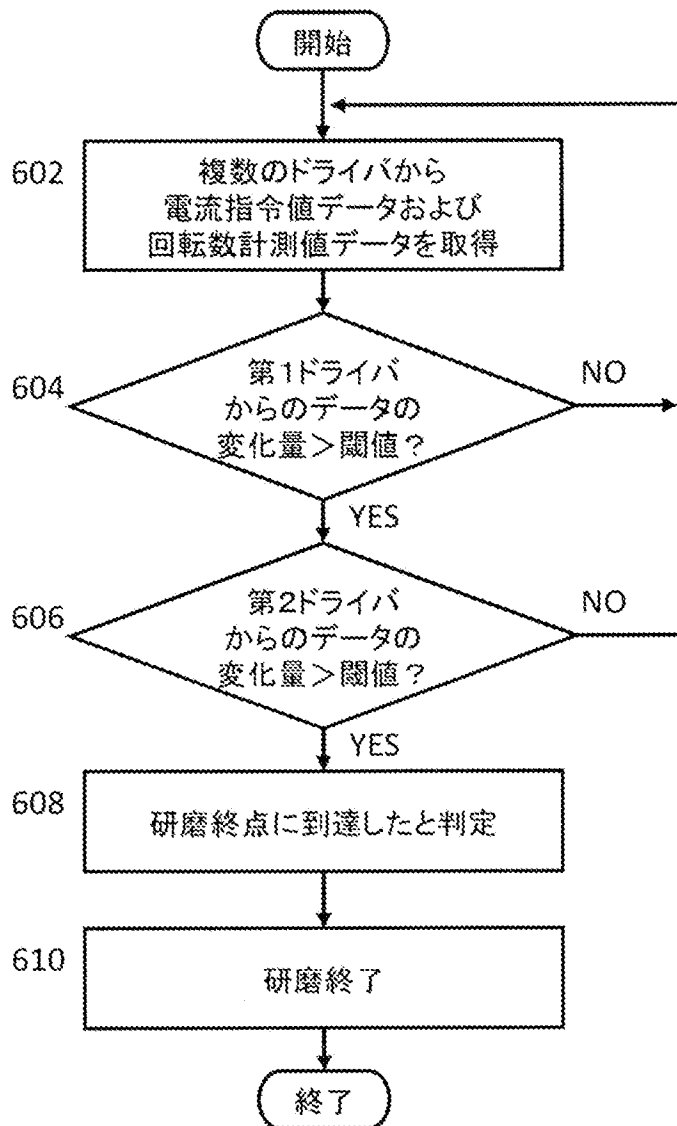 開始
602
複数のドライバから
電流指令値データおよび
回転数計測値データを取得
604
第1ドライバ
からのデータの
変化量＞閾値？
NO
YES
606
第2ドライバ
からのデータの
変化量＞閾値？
NO
YES
608
研磨終点に到達したと判定
610
研磨終了
終了